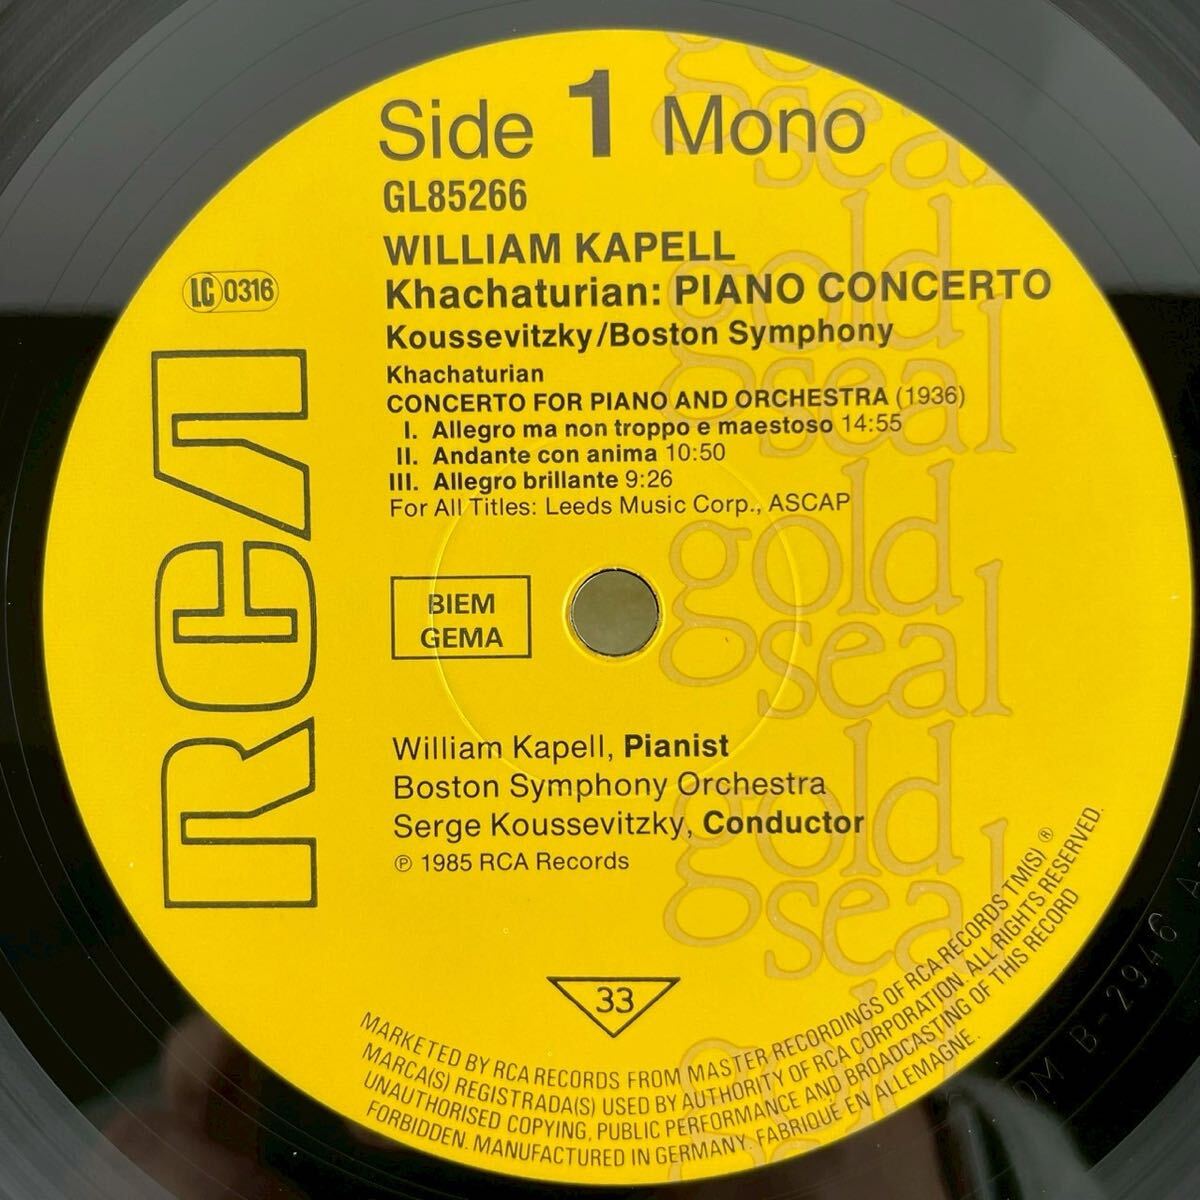 Side 1 Mono
GL85266
WILLIAM KAPELL
Khachaturian: PIANO CONCERTO
Koussevitzky/Boston Symphony
Khachaturian
CONCERTO FOR PIANO AND ORCHESTRA (1936)
I. Allegro ma non troppo e maestoso 14:55
II. Andante con anima 10:50
III. Allegro brillante 9:26
For All Titles: Leeds Music Corp., ASCAP
LC 0316
RCA
BIEM
GEMA
gold
seal
gold
seal
gold
seal
gold
seal
gold
William Kapell, Pianist
Boston Symphony Orchestra
Serge Koussevitzky, Conductor
℗ 1985 RCA Records
33
MARKETED BY RCA RECORDS FROM MASTER RECORDINGS OF RCA RECORDS TM(S) ®
MARCA(S) REGISTRADA(S) USED BY AUTHORITY OF RCA CORPORATION. ALL RIGHTS RESERVED.
UNAUTHORISED COPYING, PUBLIC PERFORMANCE AND BROADCASTING OF THIS RECORD
FORBIDDEN. MANUFACTURED IN GERMANY. FABRIQUÉ EN ALLEMAGNE.
B-2946 A